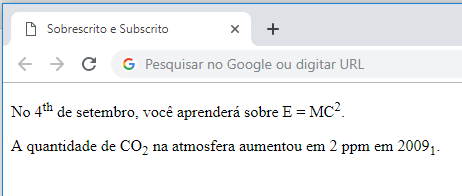 Sobrescrito e Subscrito
Pesquisar no Google ou digitar URL
No 4th de setembro, você aprenderá sobre E = MC².
A quantidade de CO₂ na atmosfera aumentou em 2 ppm em 2009₁.